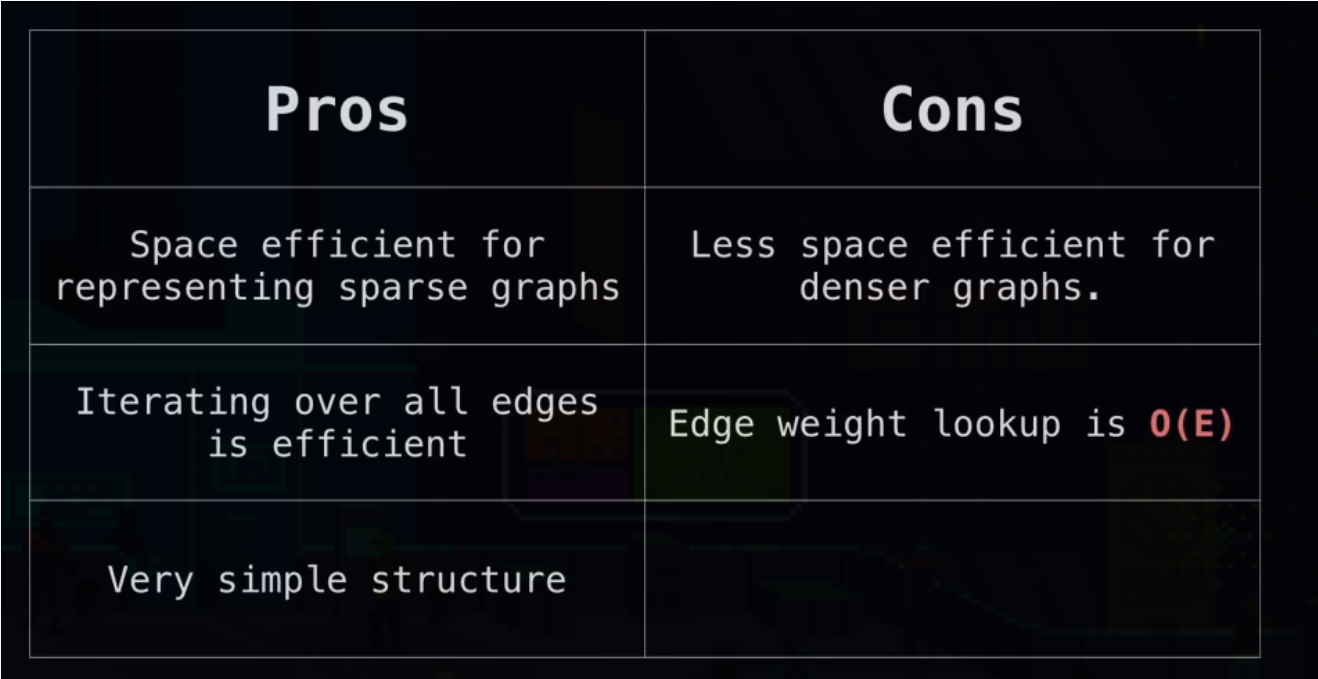 Pros
Cons
Space efficient for
representing sparse graphs
Less space efficient for
denser graphs.
Iterating over all edges
is efficient
Edge weight lookup is O(E)
Very simple structure